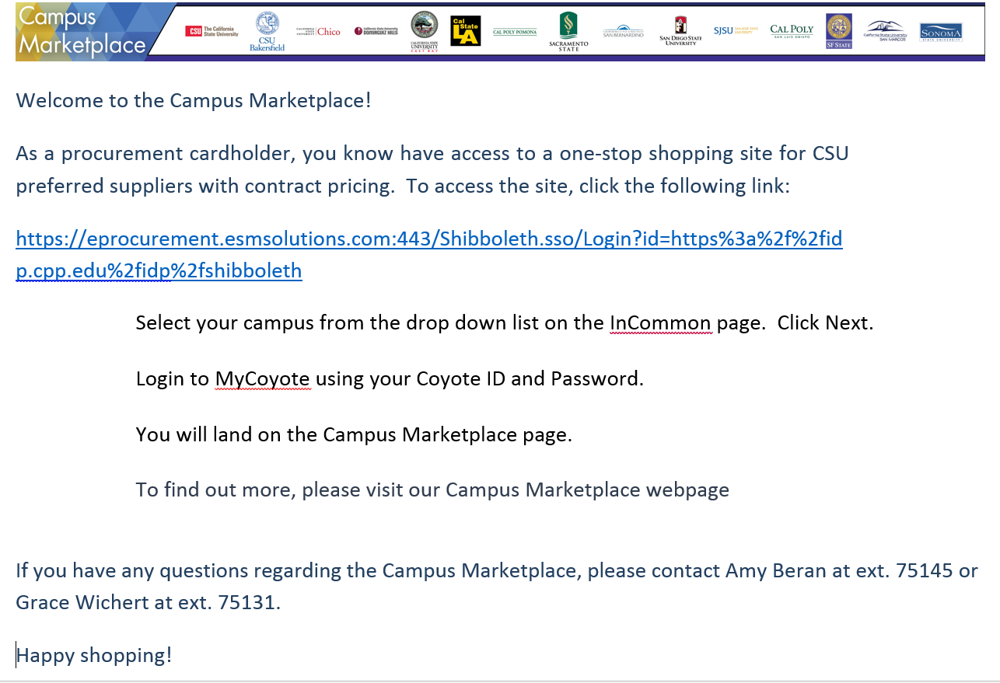 Campus
Marketplace
CSU The California
State University
CSU
Bakersfield
CALIFORNIA
STATE
UNIVERSITY Chico
California State University
DOMINGUEZ HILLS
CALIFORNIA STATE
UNIVERSITY
EAST BAY
Cal
State
LA
CAL POLY POMONA
SACRAMENTO
STATE
SAN BERNARDINO
SAN DIEGO STATE
UNIVERSITY
SJSU SAN JOSÉ STATE
UNIVERSITY
CAL POLY
SAN LUIS OBISPO
SF STATE
California State University
SAN MARCOS
SONOMA
STATE UNIVERSITY
Welcome to the Campus Marketplace!
As a procurement cardholder, you know have access to a one-stop shopping site for CSU
preferred suppliers with contract pricing.  To access the site, click the following link:
https://eprocurement.esmsolutions.com:443/Shibboleth.sso/Login?id=https%3a%2f%2fid
p.cpp.edu%2fidp%2fshibboleth
Select your campus from the drop down list on the InCommon page.  Click Next.
Login to MyCoyote using your Coyote ID and Password.
You will land on the Campus Marketplace page.
To find out more, please visit our Campus Marketplace webpage
If you have any questions regarding the Campus Marketplace, please contact Amy Beran at ext. 75145 or
Grace Wichert at ext. 75131.
Happy shopping!